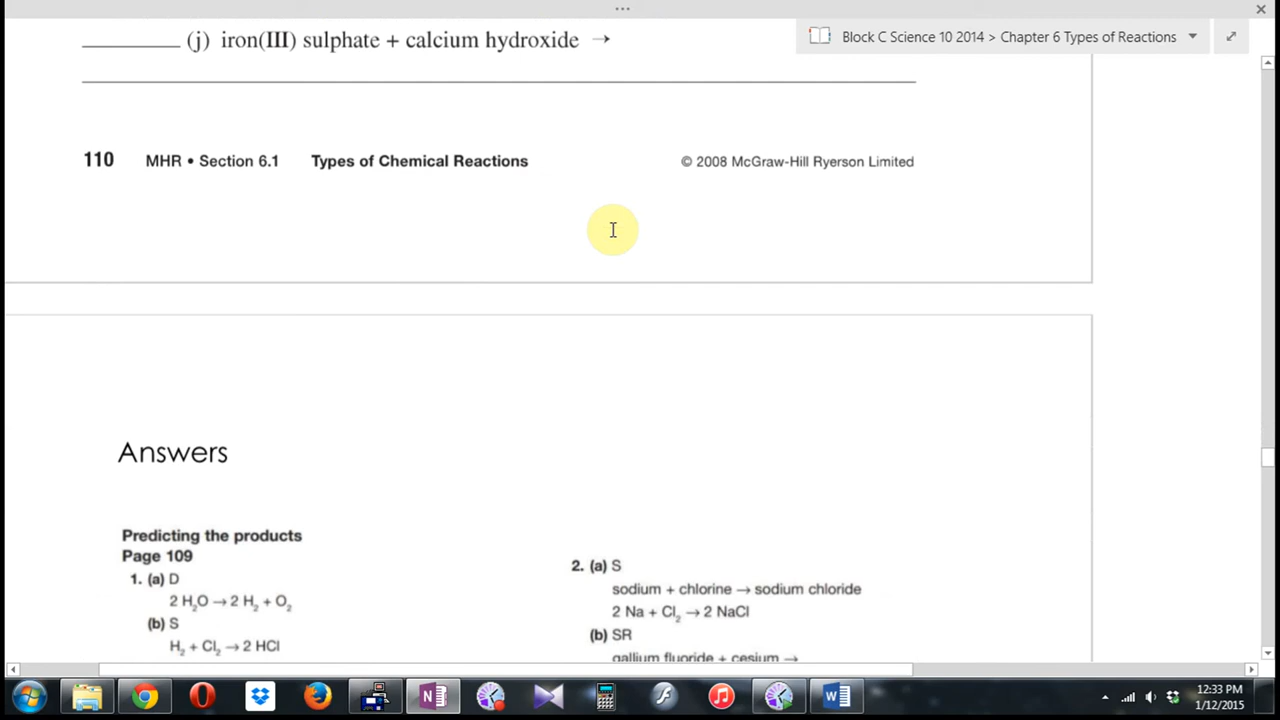 Block C Science 10 2014 > Chapter 6 Types of Reactions
________ (j) iron(III) sulphate + calcium hydroxide →
110 MHR • Section 6.1 Types of Chemical Reactions © 2008 McGraw-Hill Ryerson Limited
Answers
Predicting the products
Page 109
1. (a) D
2 H₂O → 2 H₂ + O₂
(b) S
H₂ + Cl₂ → 2 HCl
2. (a) S
sodium + chlorine → sodium chloride
2 Na + Cl₂ → 2 NaCl
(b) SR
gallium fluoride + cesium →
12:33 PM
1/12/2015